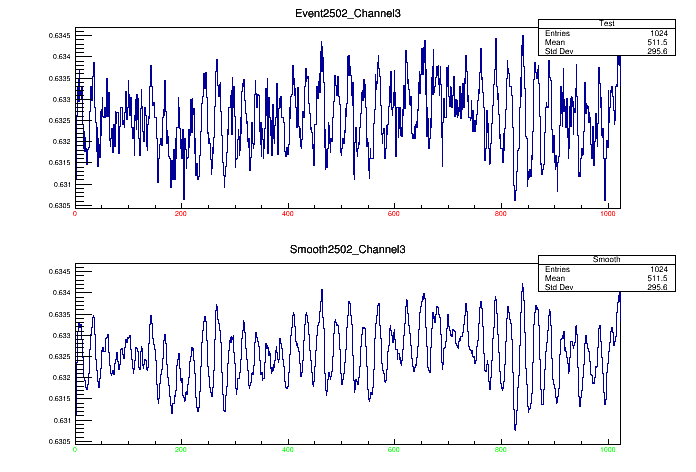 Event2502_Channel3
Test
Entries 1024
Mean 511.5
Std Dev 295.6
0.6345
0.634
0.6335
0.633
0.6325
0.632
0.6315
0.631
0.6305
0 200 400 600 800 1000
Smooth2502_Channel3
Smooth
Entries 1024
Mean 511.5
Std Dev 295.6
0.6345
0.634
0.6335
0.633
0.6325
0.632
0.6315
0.631
0.6305
0 200 400 600 800 1000